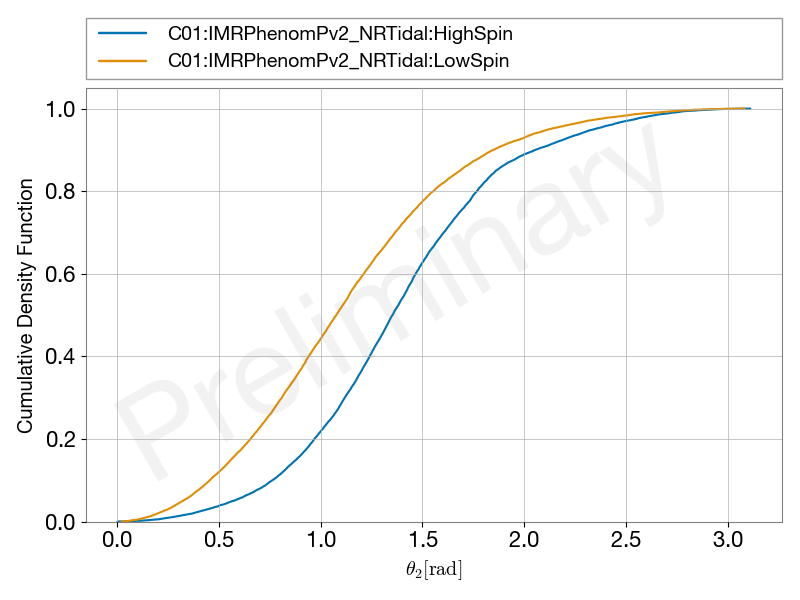 C01:IMRPhenomPv2_NRTidal:HighSpin
C01:IMRPhenomPv2_NRTidal:LowSpin
1.0
0.8
0.6
0.4
0.2
0.0
Cumulative Density Function
Preliminary
0.0 0.5 1.0 1.5 2.0 2.5 3.0
θ₂[rad]